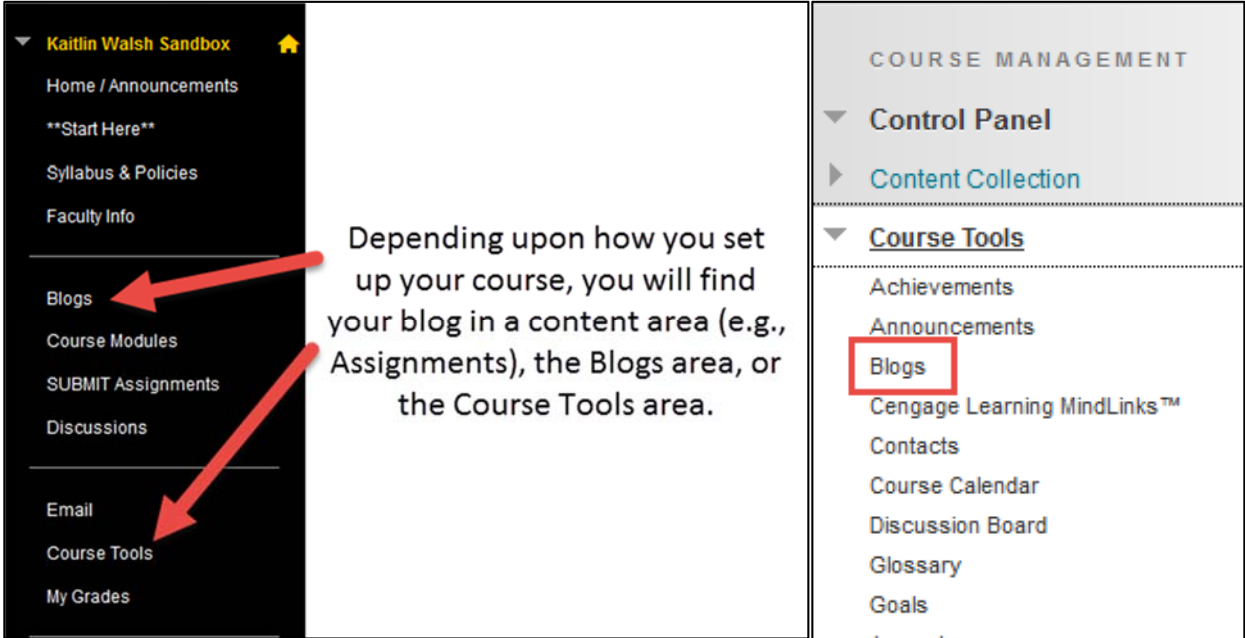 Kaitlin Walsh Sandbox
Home / Announcements
**Start Here**
Syllabus & Policies
Faculty Info
Blogs
Course Modules
SUBMIT Assignments
Discussions
Email
Course Tools
My Grades
Depending upon how you set
up your course, you will find
your blog in a content area (e.g.,
Assignments), the Blogs area, or
the Course Tools area.
COURSE MANAGEMENT
Control Panel
Content Collection
Course Tools
Achievements
Announcements
Blogs
Cengage Learning MindLinks™
Contacts
Course Calendar
Discussion Board
Glossary
Goals